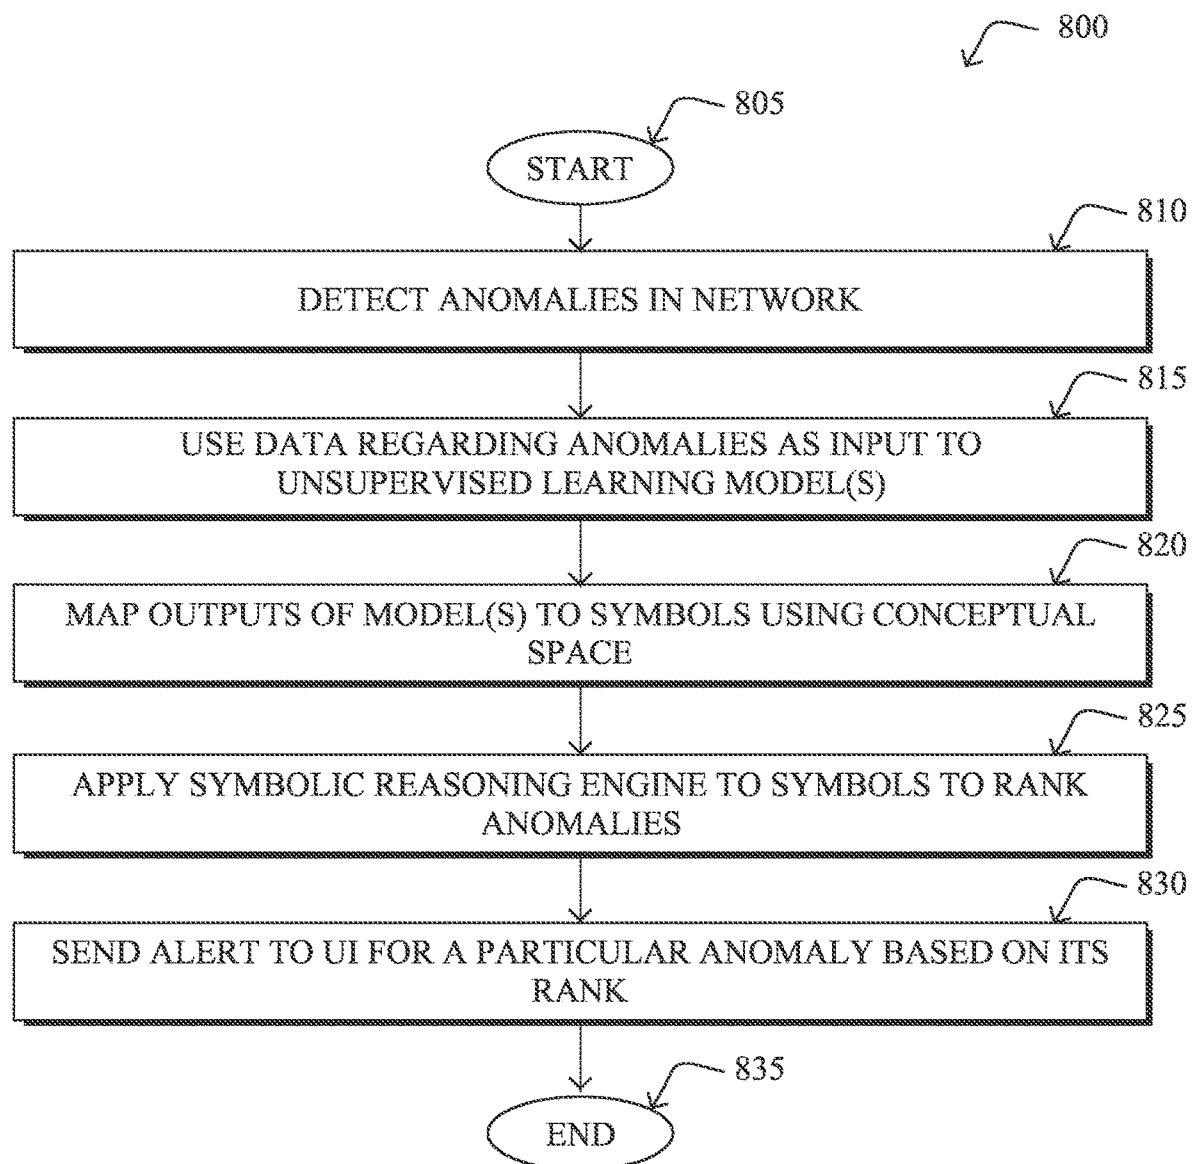 800
805
START
810
DETECT ANOMALIES IN NETWORK
815
USE DATA REGARDING ANOMALIES AS INPUT TO
UNSUPERVISED LEARNING MODEL(S)
820
MAP OUTPUTS OF MODEL(S) TO SYMBOLS USING CONCEPTUAL
SPACE
825
APPLY SYMBOLIC REASONING ENGINE TO SYMBOLS TO RANK
ANOMALIES
830
SEND ALERT TO UI FOR A PARTICULAR ANOMALY BASED ON ITS
RANK
835
END